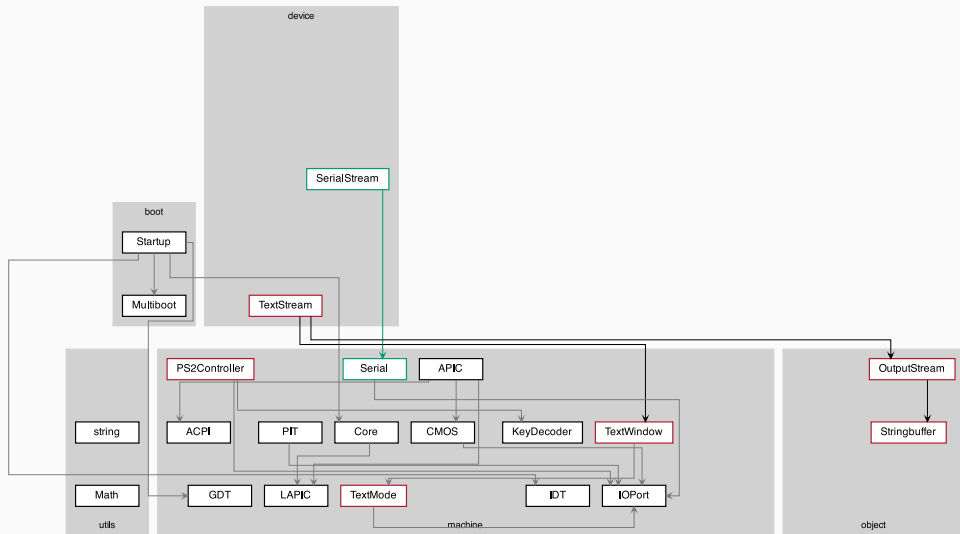 device
SerialStream
boot
Startup
Multiboot
TextStream
PS2Controller
Serial
APIC
OutputStream
string
ACPI
PIT
Core
CMOS
KeyDecoder
TextWindow
Stringbuffer
Math
GDT
LAPIC
TextMode
IDT
IOPort
utils
machine
object